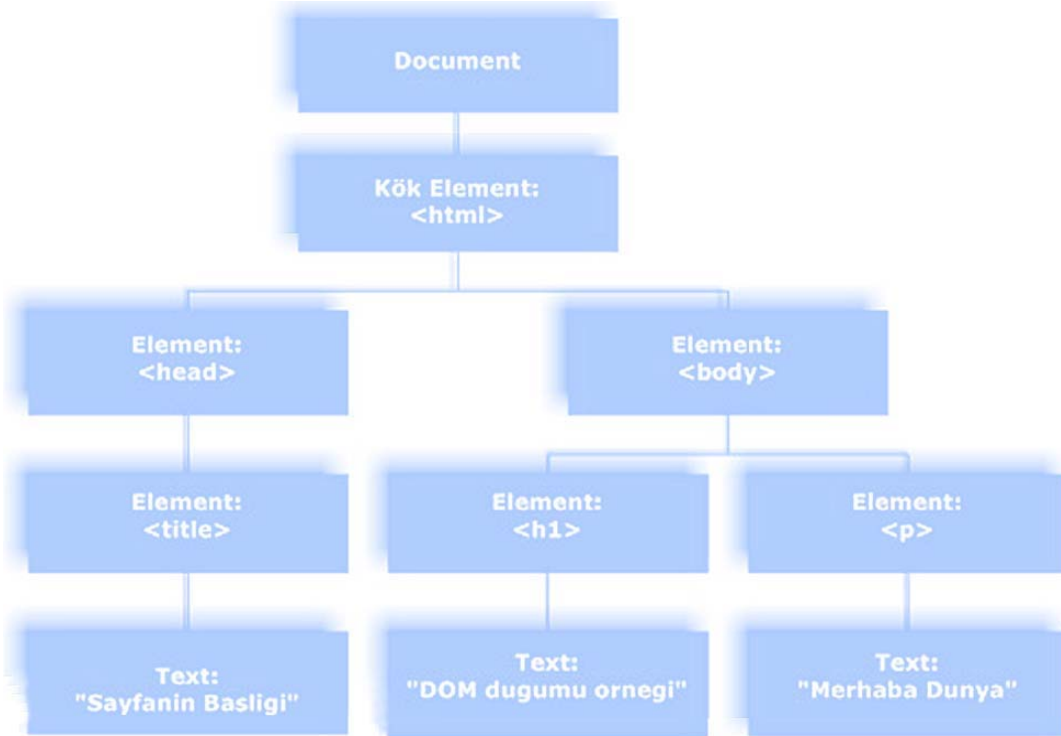 Document
Kök Element:
<html>
Element:
<head>
Element:
<body>
Element:
<title>
Element:
<h1>
Element:
<p>
Text:
"Sayfanin Basligi"
Text:
"DOM dugumu ornegi"
Text:
"Merhaba Dunya"